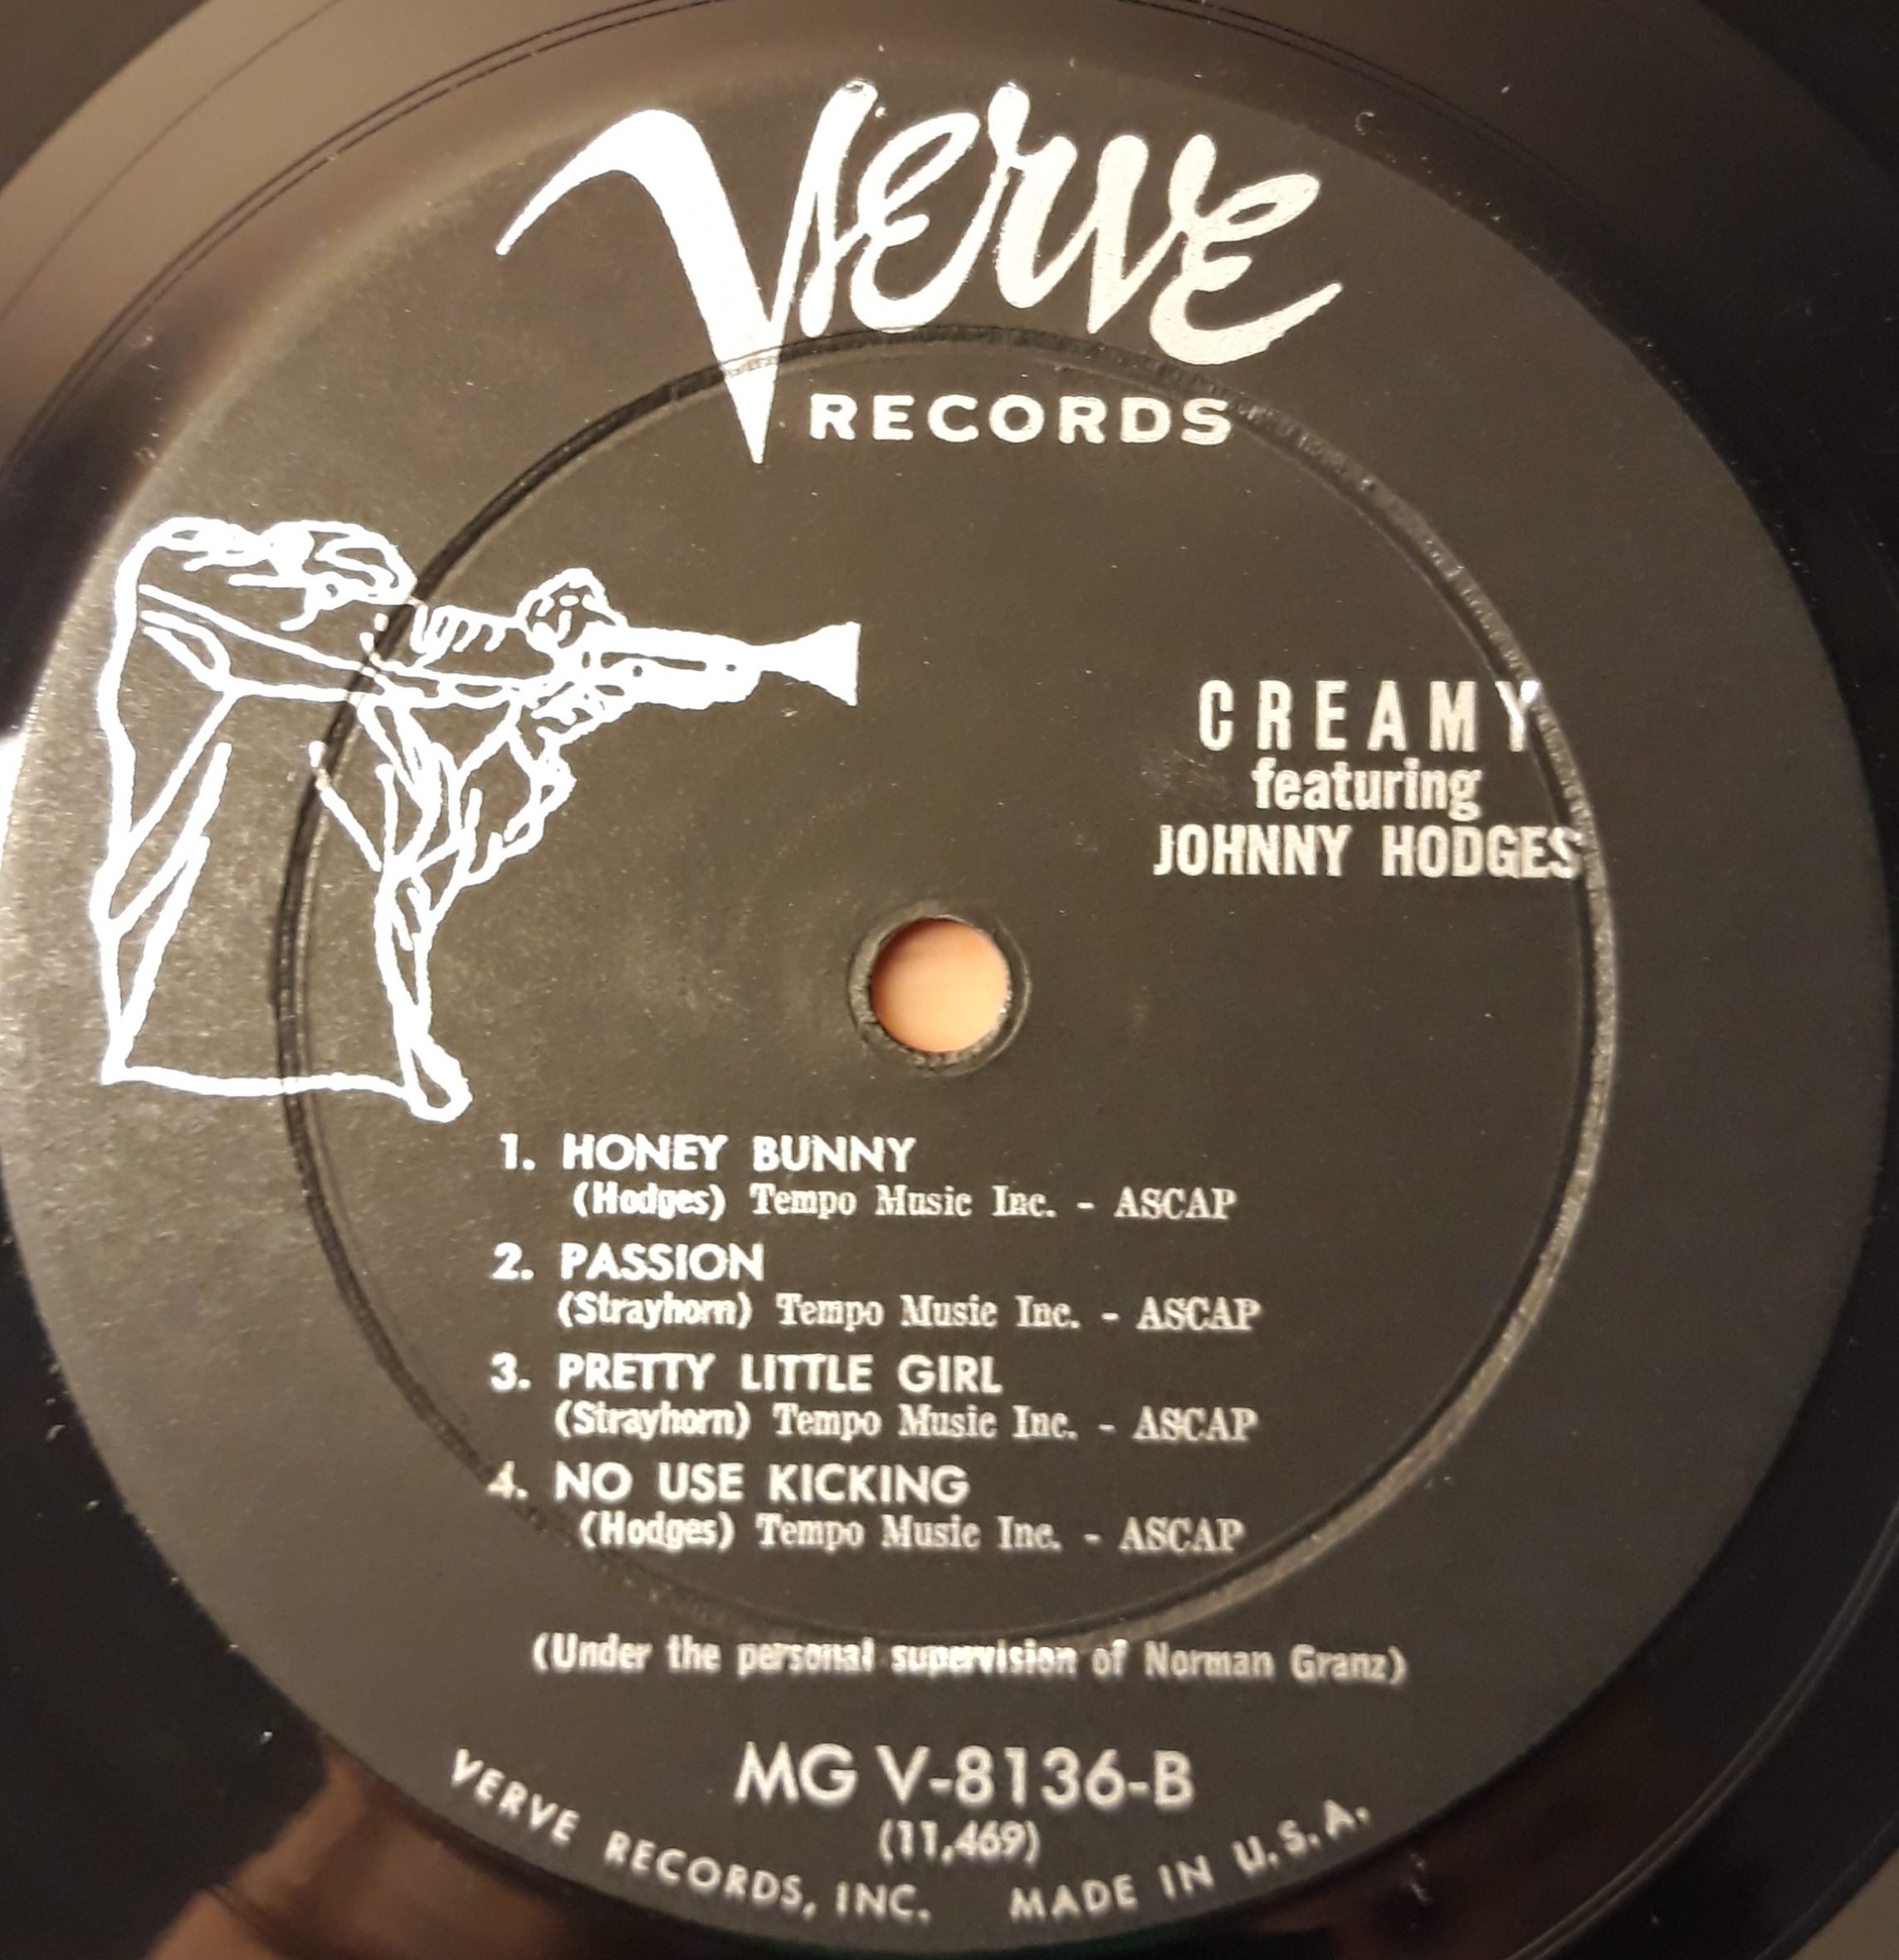 Verve
RECORDS
CREAMY
featuring
JOHNNY HODGES
1. HONEY BUNNY
(Hodges) Tempo Music Inc. - ASCAP
2. PASSION
(Strayhorn) Tempo Music Inc. - ASCAP
3. PRETTY LITTLE GIRL
(Strayhorn) Tempo Music Inc. - ASCAP
4. NO USE KICKING
(Hodges) Tempo Music Inc. - ASCAP
(Under the personal supervision of Norman Granz)
MG V-8136-B
(11,469)
VERVE RECORDS, INC. MADE IN U.S.A.